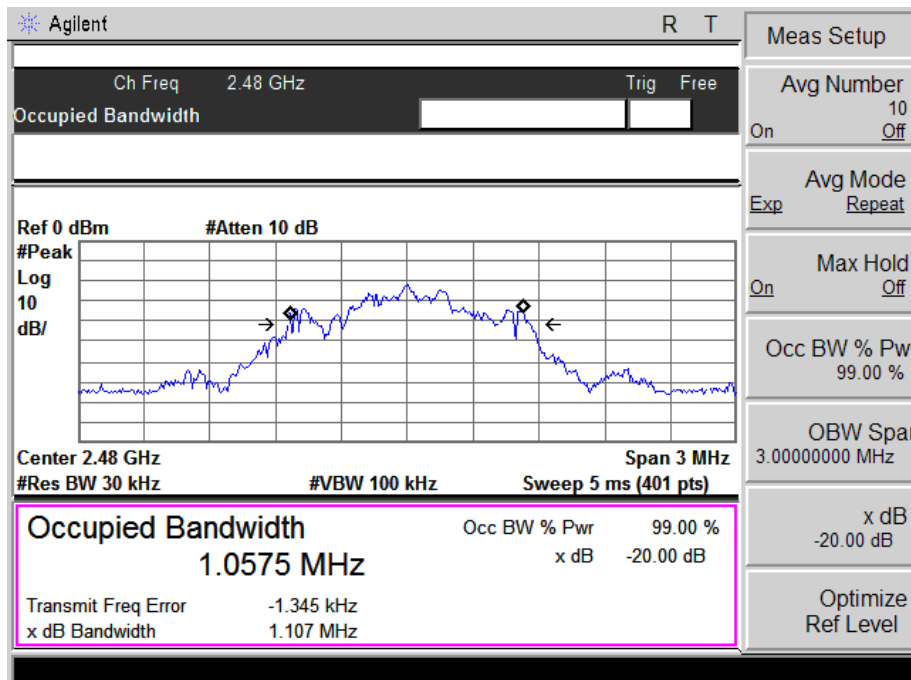 Agilent R T
Ch Freq 2.48 GHz Trig Free
Occupied Bandwidth
Ref 0 dBm #Atten 10 dB
#Peak
Log
10
dB/
Center 2.48 GHz Span 3 MHz
#Res BW 30 kHz #VBW 100 kHz Sweep 5 ms (401 pts)
Occupied Bandwidth
1.0575 MHz
Occ BW % Pwr 99.00 %
x dB -20.00 dB
Transmit Freq Error -1.345 kHz
x dB Bandwidth 1.107 MHz
Meas Setup
Avg Number
10
On Off
Avg Mode
Exp Repeat
Max Hold
On Off
Occ BW % Pw
99.00 %
OBW Spa
3.00000000 MHz
x dB
-20.00 dB
Optimize
Ref Level